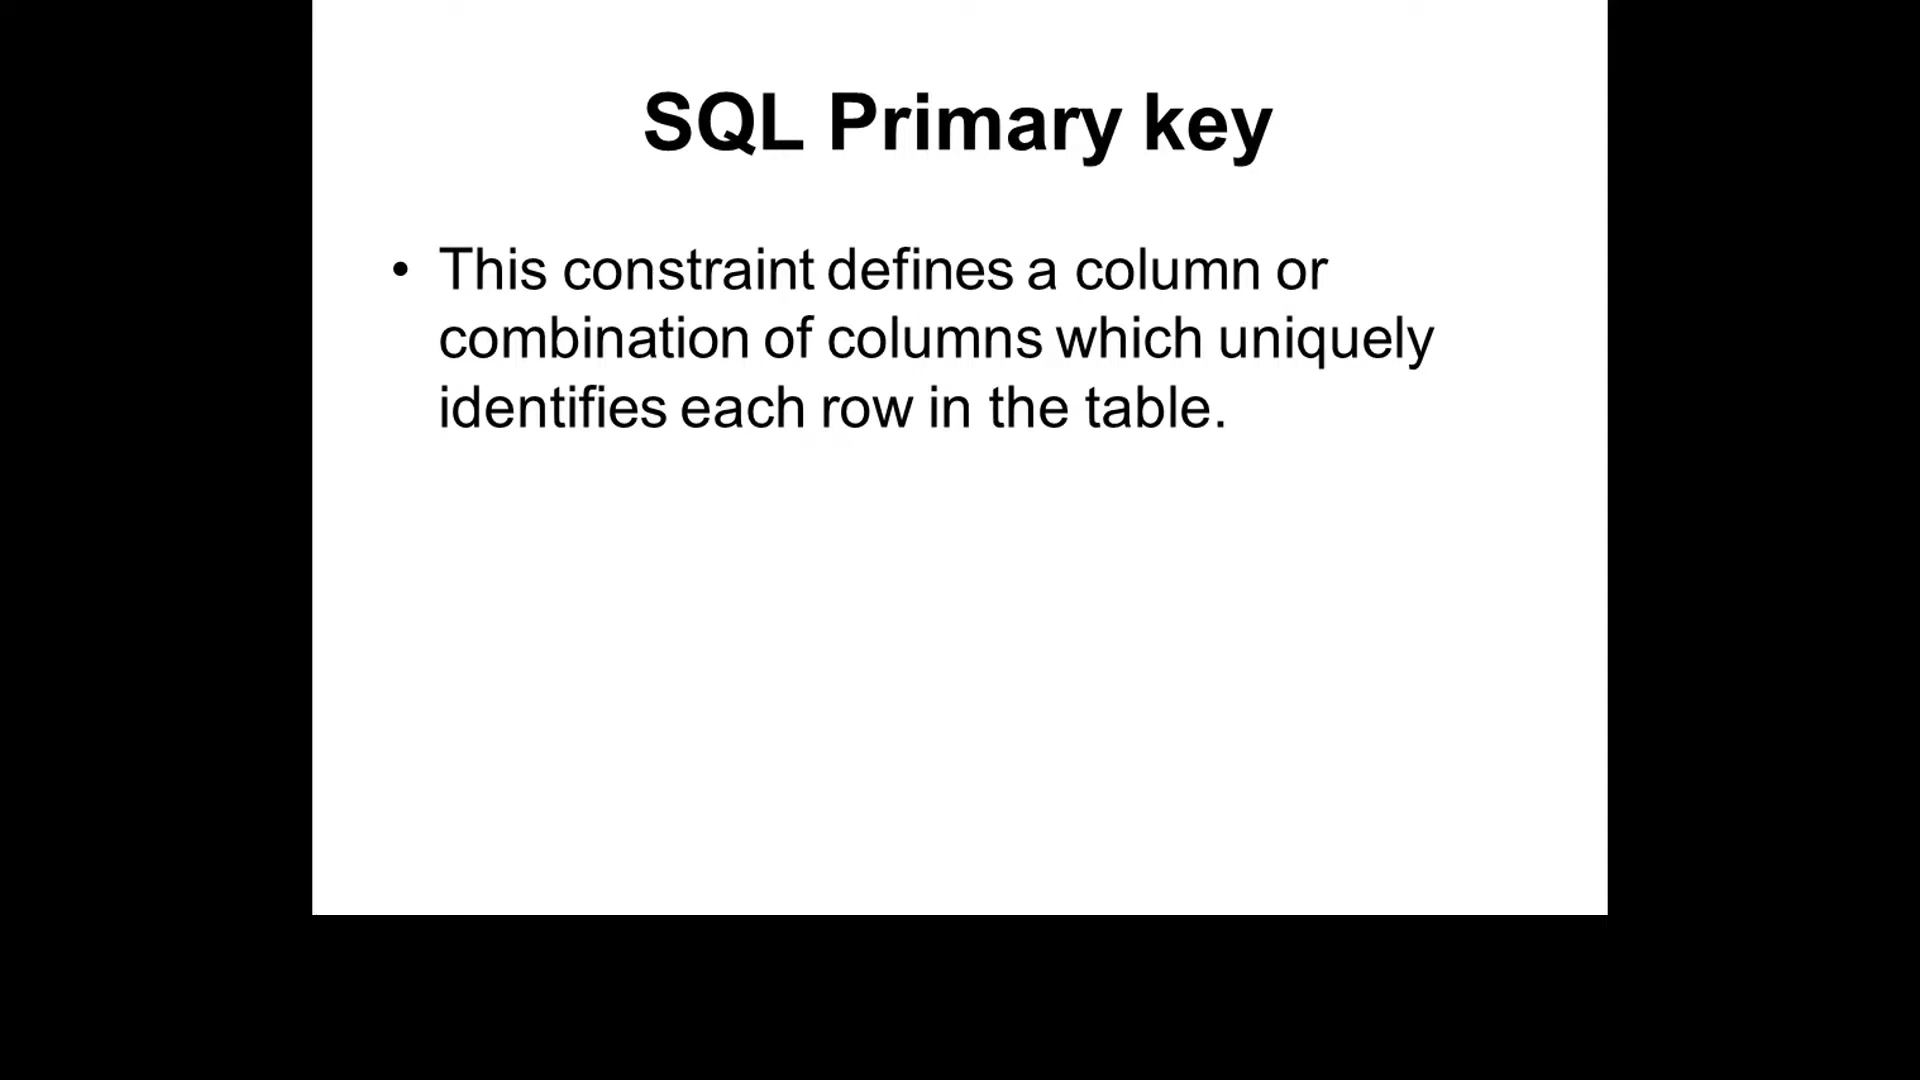 SQL Primary key
• This constraint defines a column or
combination of columns which uniquely
identifies each row in the table.